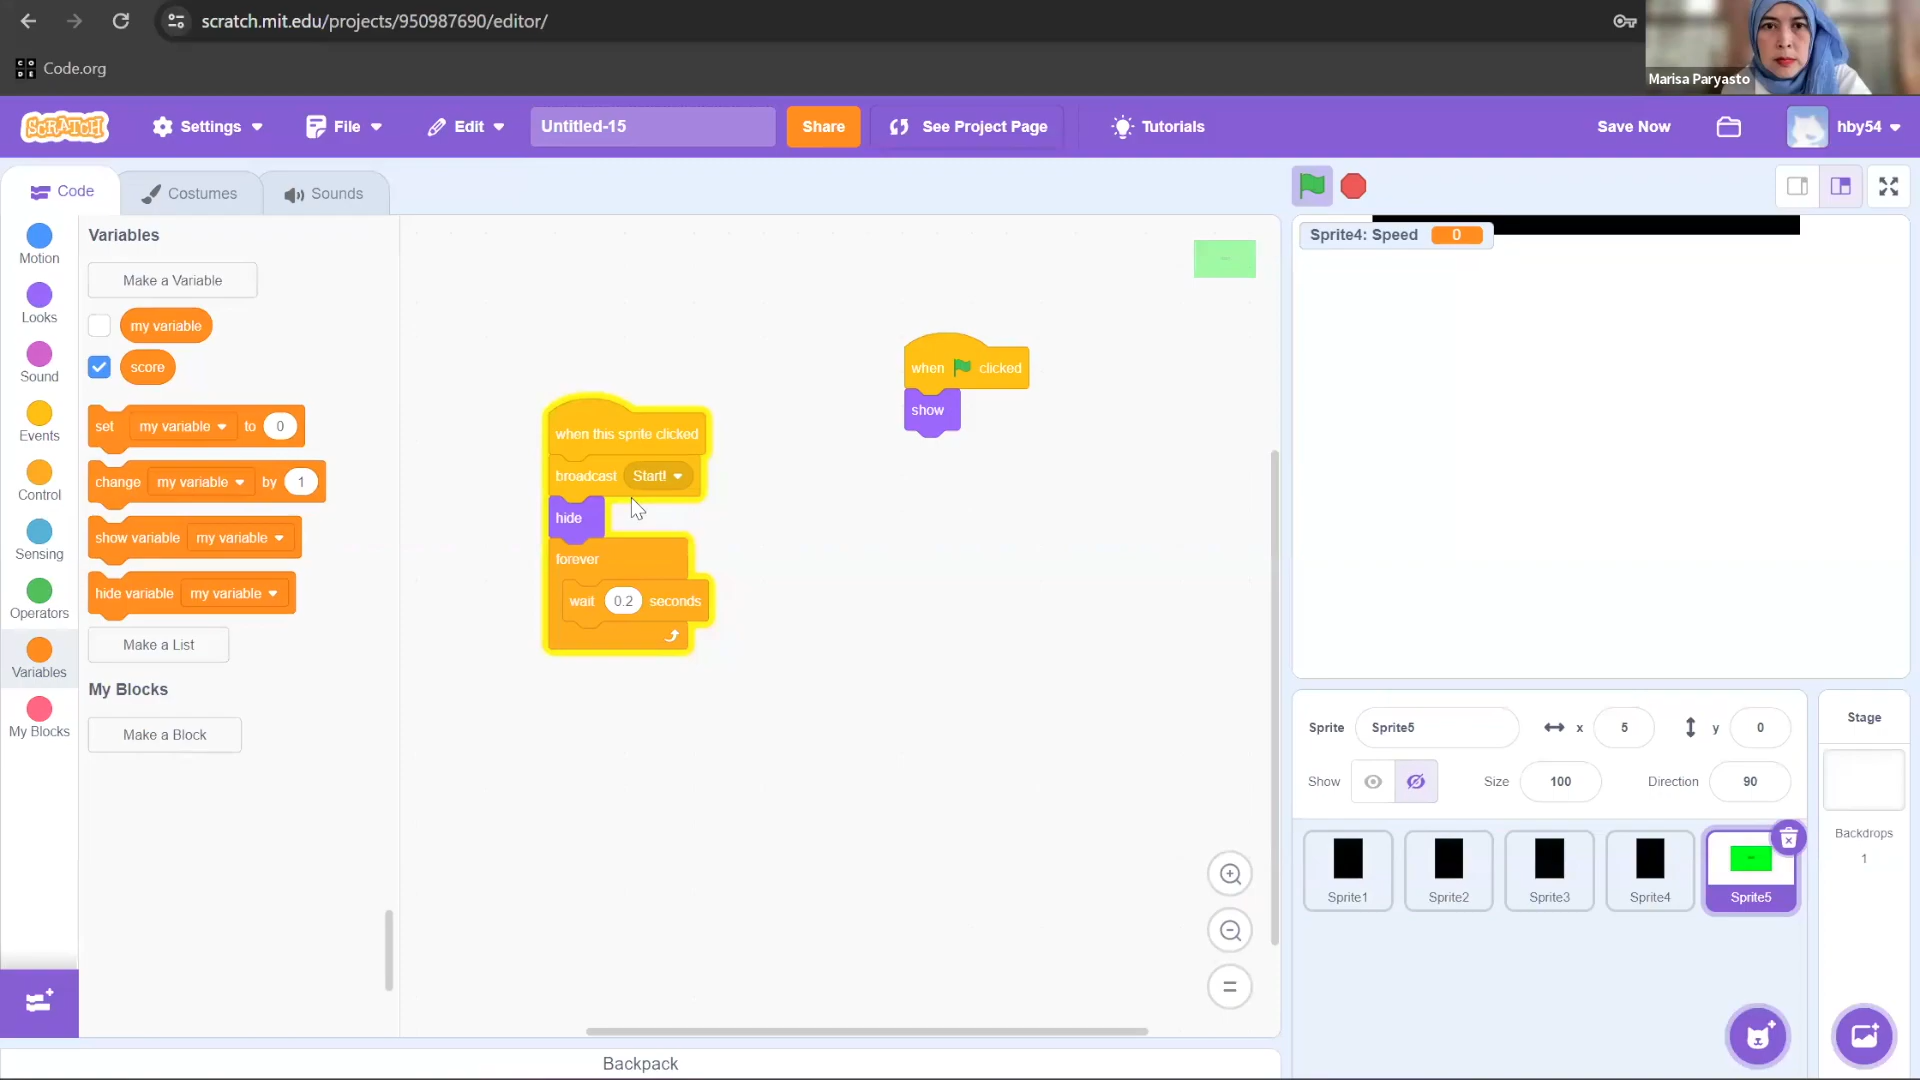 scratch.mit.edu/projects/950987690/editor/
Code.org
Marisa Paryasto
SCRATCH
Settings
File
Edit
Untitled-15
Share
See Project Page
Tutorials
Save Now
hby54
Code
Costumes
Sounds
Motion
Looks
Sound
Events
Control
Sensing
Operators
Variables
My Blocks
Variables
Make a Variable
my variable
score
set my variable to 0
change my variable by 1
show variable my variable
hide variable my variable
Make a List
My Blocks
Make a Block
when this sprite clicked
broadcast Start!
hide
forever
wait 0.2 seconds
when clicked
show
Backpack
Sprite4: Speed 0
Sprite Sprite5 x 5 y 0
Show Size 100 Direction 90
Sprite1
Sprite2
Sprite3
Sprite4
Sprite5
Stage
Backdrops
1